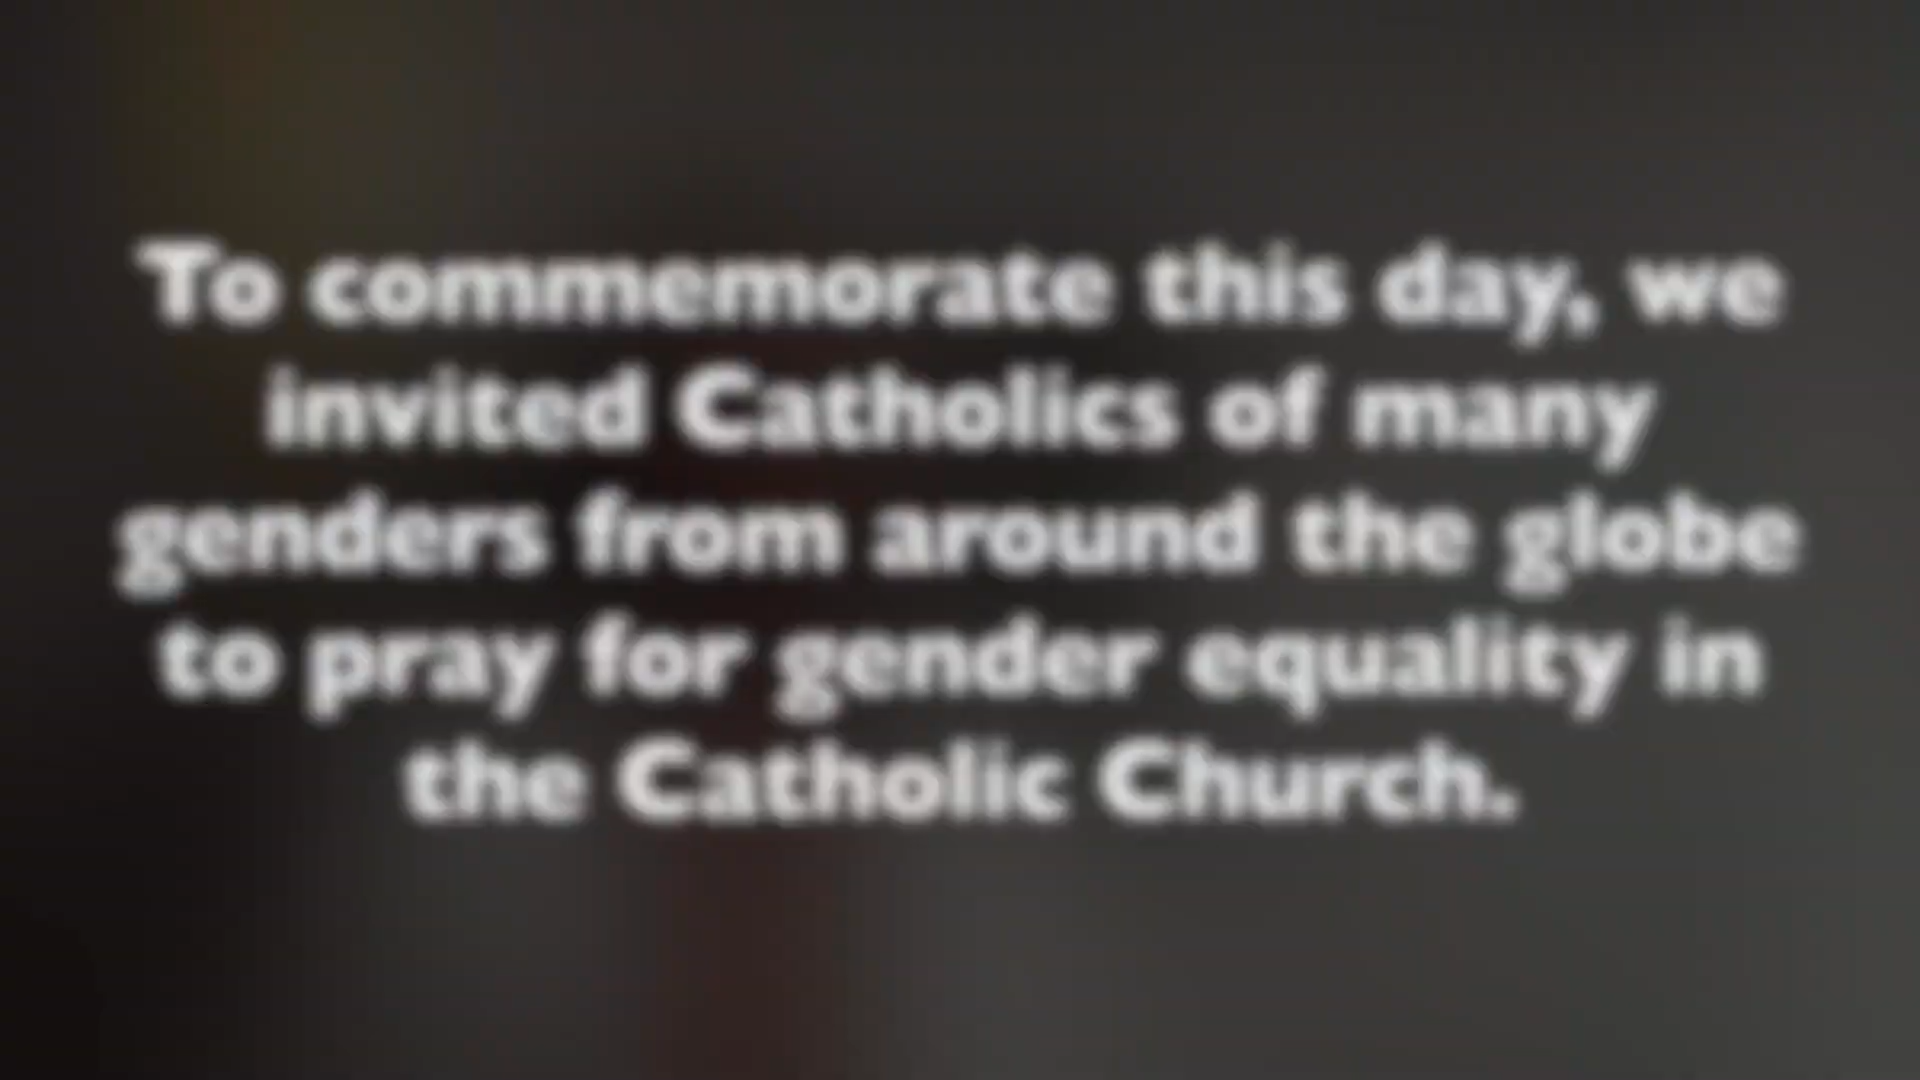 To commemorate this day, we
invited Catholics of many
genders from around the globe
to pray for gender equality in
the Catholic Church.